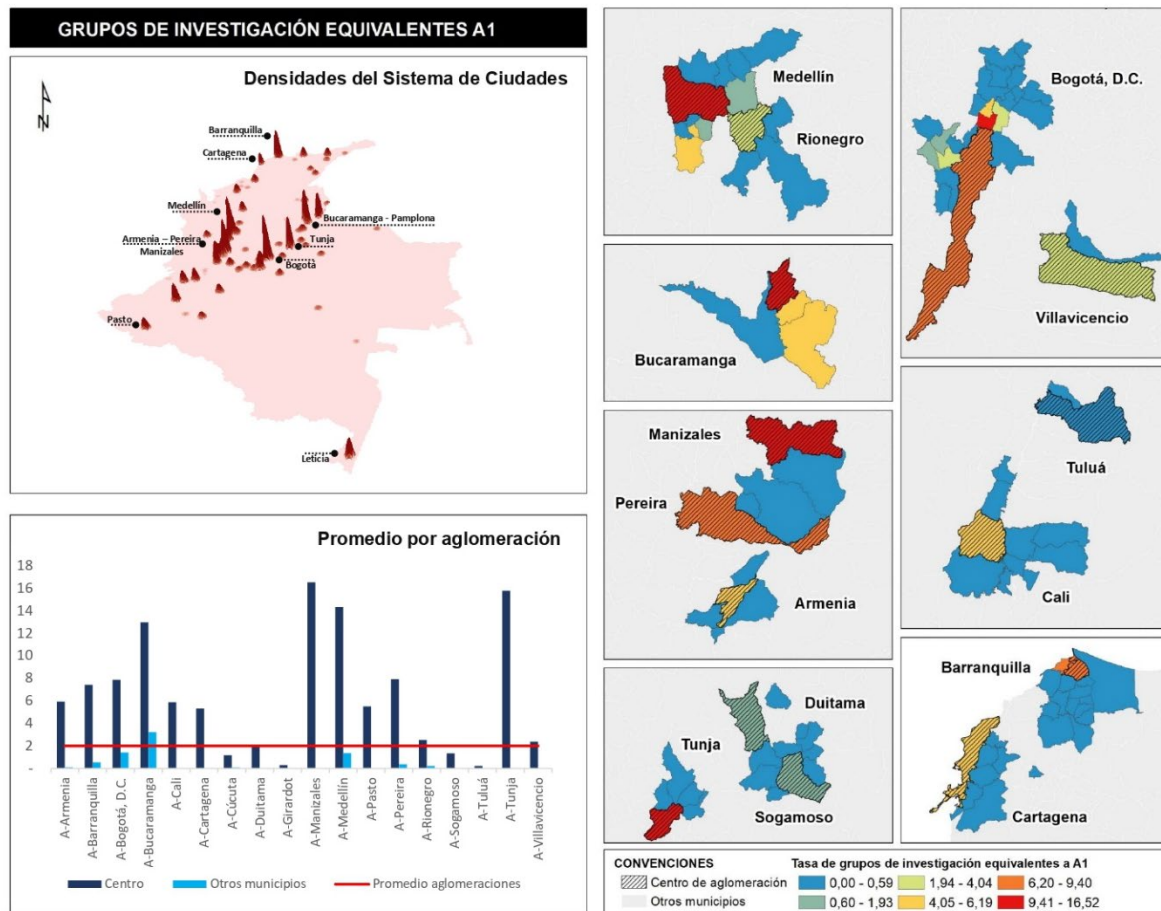 GRUPOS DE INVESTIGACIÓN EQUIVALENTES A1
Densidades del Sistema de Ciudades
N
Barranquilla
Cartagena
Medellín
Bucaramanga - Pamplona
Armenia – Pereira
Manizales
Tunja
Bogotá
Pasto
Leticia
Promedio por aglomeración
18
16
14
12
10
8
6
4
2
-
A-Armenia
A-Barranquilla
A-Bogotá, D.C.
A-Bucaramanga
A-Cali
A-Cartagena
A-Cúcuta
A-Duitama
A-Girardot
A-Manizales
A-Medellín
A-Pasto
A-Pereira
A-Rionegro
A-Sogamoso
A-Tuluá
A-Tunja
A-Villavicencio
Centro
Otros municipios
Promedio aglomeraciones
Medellín
Rionegro
Bogotá, D.C.
Villavicencio
Bucaramanga
Manizales
Pereira
Armenia
Tuluá
Cali
Duitama
Tunja
Sogamoso
Barranquilla
Cartagena
CONVENCIONES
Centro de aglomeración
Otros municipios
Tasa de grupos de investigación equivalentes a A1
0,00 - 0,59
1,94 - 4,04
6,20 - 9,40
0,60 - 1,93
4,05 - 6,19
9,41 - 16,52